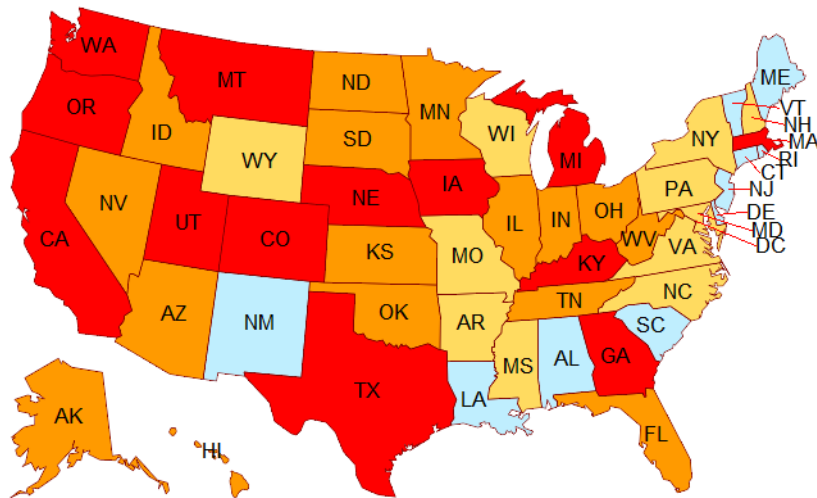 WA
MT
ND
MN
ME
VT
NH
MA
RI
CT
NJ
DE
MD
DC
OR
ID
SD
WI
NY
WY
MI
PA
NV
NE
IA
OH
IL
IN
UT
CO
CA
KS
MO
WV
VA
KY
NC
TN
AZ
NM
OK
AR
SC
MS
AL
GA
TX
LA
AK
HI
FL